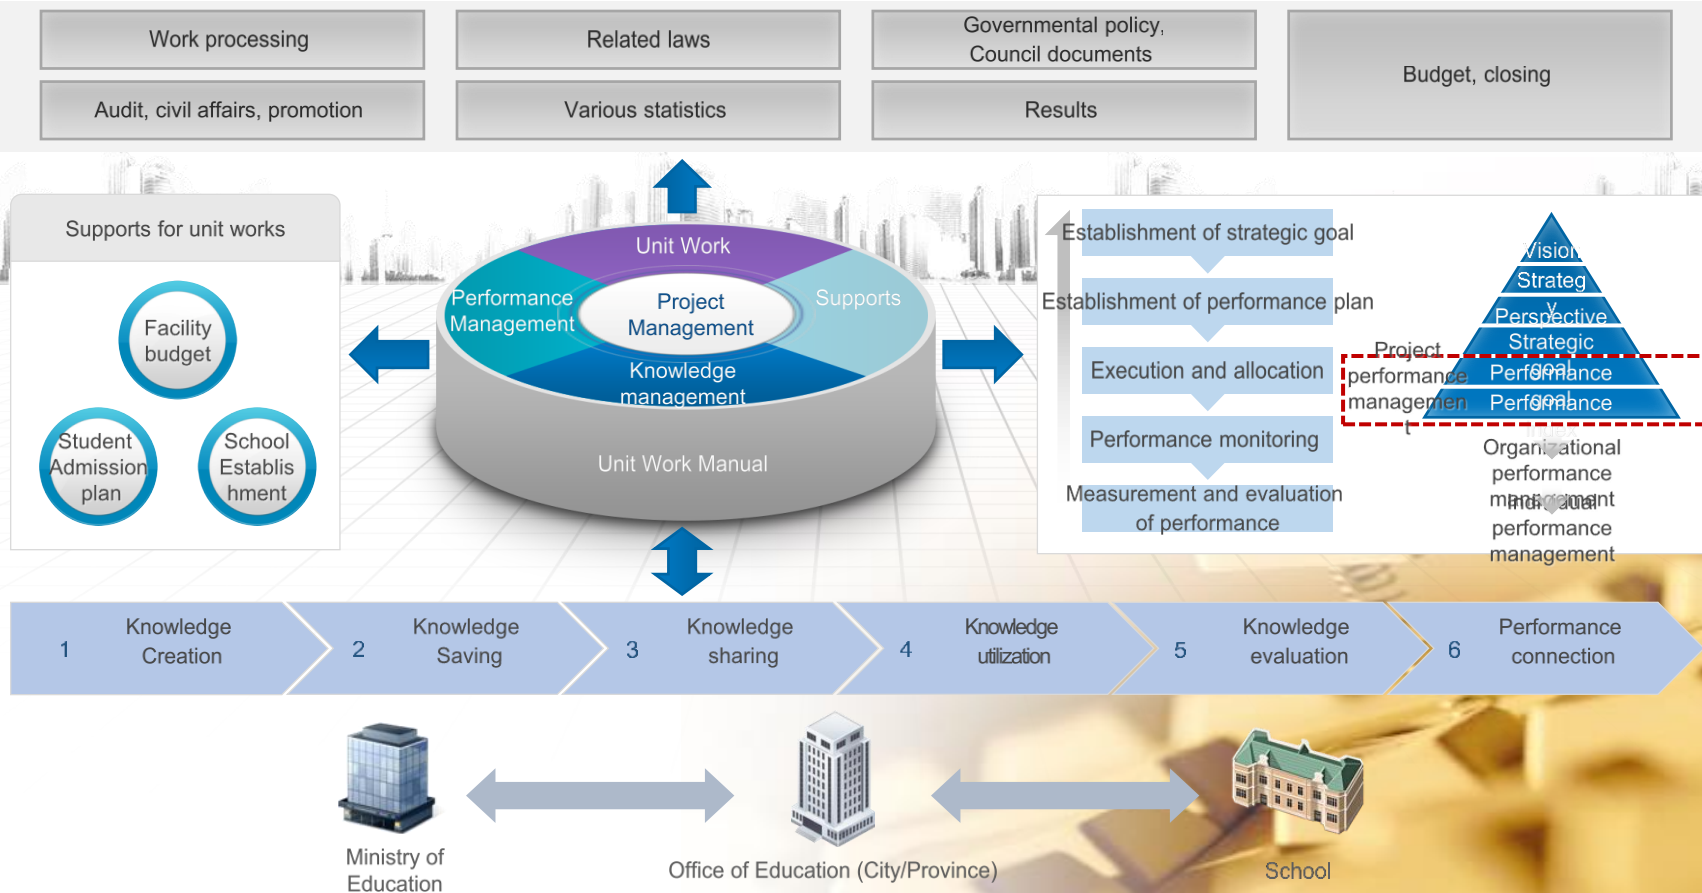 Work processing
Related laws
Governmental policy,
Council documents
Budget, closing
Audit, civil affairs, promotion
Various statistics
Results
Supports for unit works
Facility
budget
Student
Admission
plan
School
Establis
hment
Unit Work
Performance
Management
Project
Management
Supports
Knowledge
management
Unit Work Manual
Establishment of strategic goal
Establishment of performance plan
Execution and allocation
Performance monitoring
Measurement and evaluation
of performance
Vision
Strateg
y
Perspective
Strategic
goal
Performance
goal
Performance
Project
performance
managemen
t
Organizational
performance
management
Individual
performance
management
1
Knowledge
Creation
2
Knowledge
Saving
3
Knowledge
sharing
4
Knowledge
utilization
5
Knowledge
evaluation
6
Performance
connection
Ministry of
Education
Office of Education (City/Province)
School